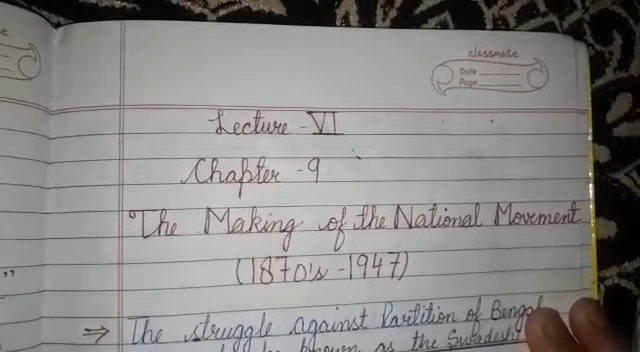 classmate
Date
Page
Lecture - VI
Chapter - 9
The Making of the National Movement
(1870's - 1947)
⇒ The struggle against Partition of Bengal
known as the Swadeshi
"